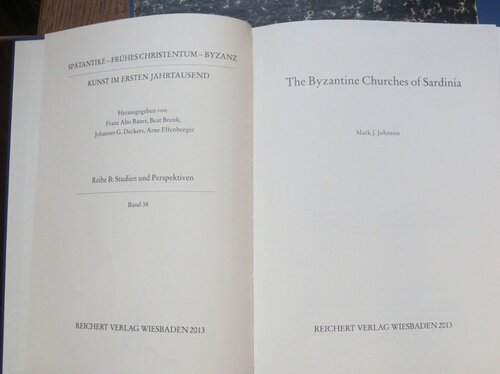 SPÄTANTIKE – FRÜHES CHRISTENTUM – BYZANZ
KUNST IM ERSTEN JAHRTAUSEND
Herausgegeben von
Franz Alto Bauer, Beat Brenk,
Johannes G. Deckers, Arne Effenberger
Reihe B: Studien und Perspektiven
Band 38
REICHERT VERLAG WIESBADEN 2013
The Byzantine Churches of Sardinia
Mark J. Johnson
REICHERT VERLAG WIESBADEN 2013